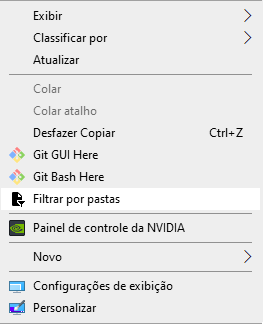 Exibir
Classificar por
Atualizar
Colar
Colar atalho
Desfazer Copiar Ctrl+Z
Git GUI Here
Git Bash Here
Filtrar por pastas
Painel de controle da NVIDIA
Novo
Configurações de exibição
Personalizar